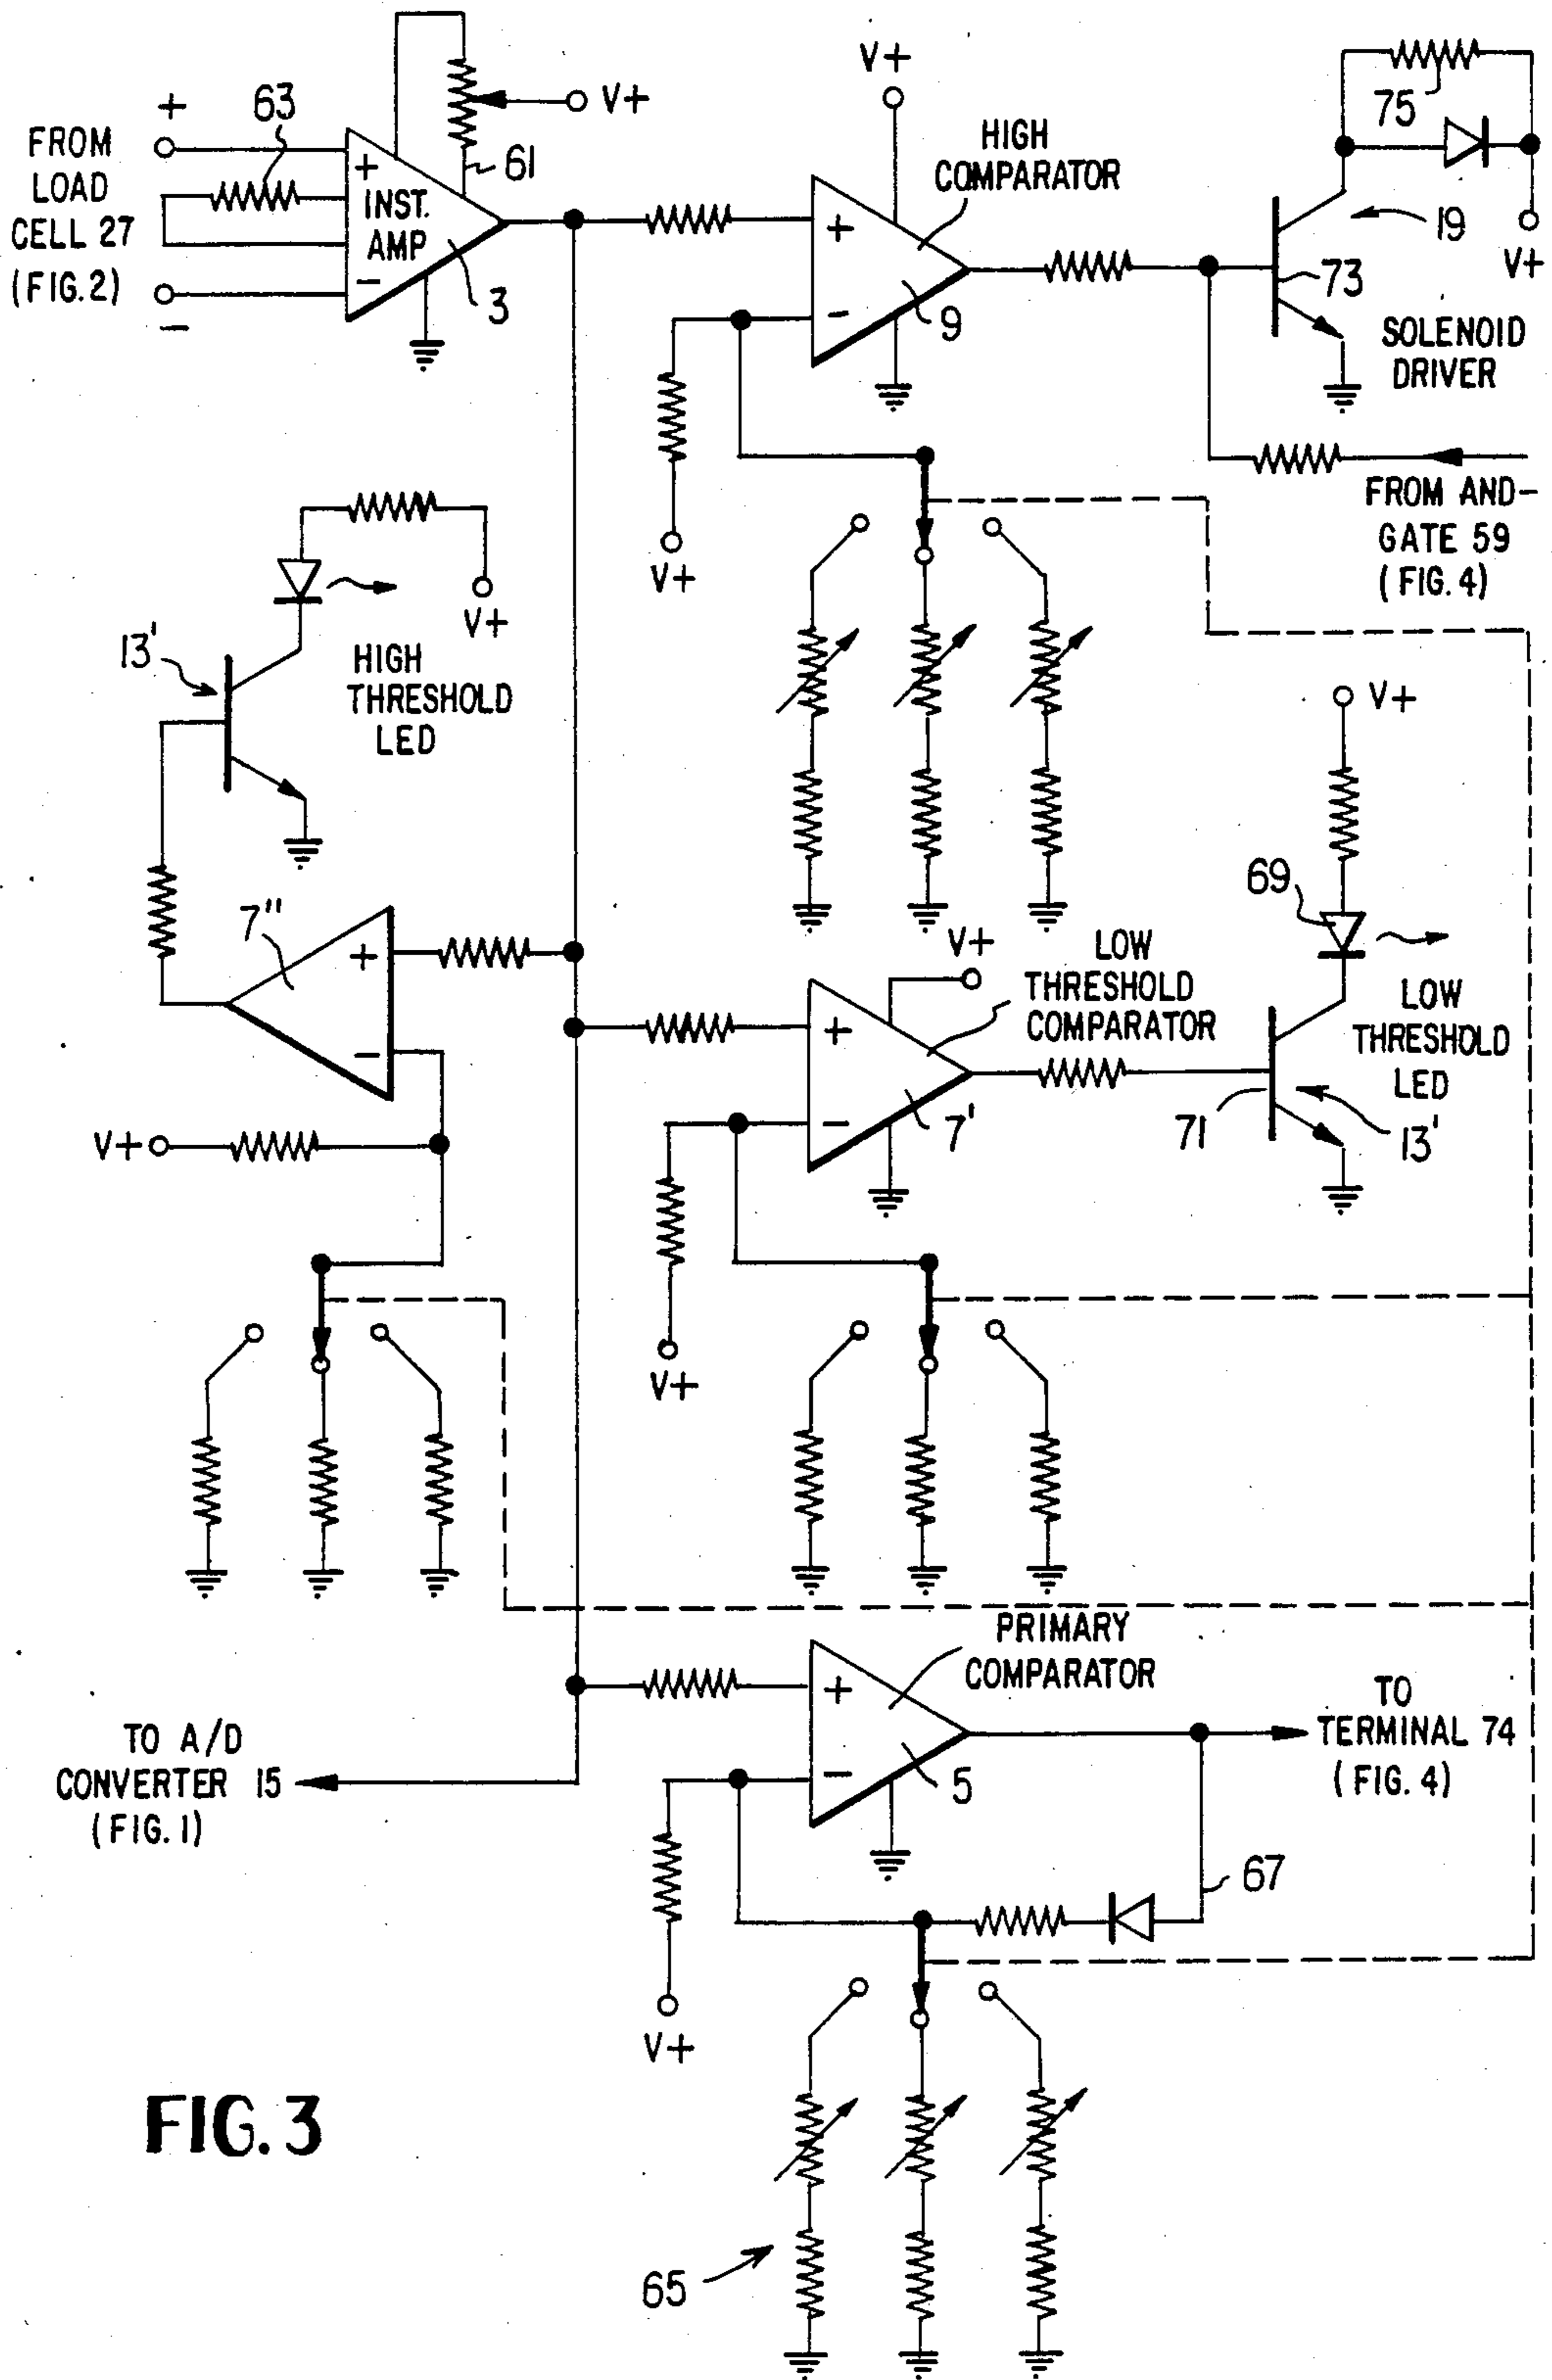 +
63
V+
FROM
LOAD
CELL 27
(FIG. 2)
−
+
INST.
AMP
−
61
3
V+
HIGH
COMPARATOR
+
−
9
V+
75
19
V+
73
SOLENOID
DRIVER
FROM AND-
GATE 59
(FIG. 4)
V+
13'
HIGH
THRESHOLD
LED
7"
+
−
V+
V+
LOW
THRESHOLD
COMPARATOR
+
−
7'
V+
V+
69
LOW
THRESHOLD
LED
71
13'
PRIMARY
COMPARATOR
+
−
5
TO
TERMINAL 74
(FIG. 4)
67
V+
TO A/D
CONVERTER 15
(FIG. 1)
65
FIG. 3